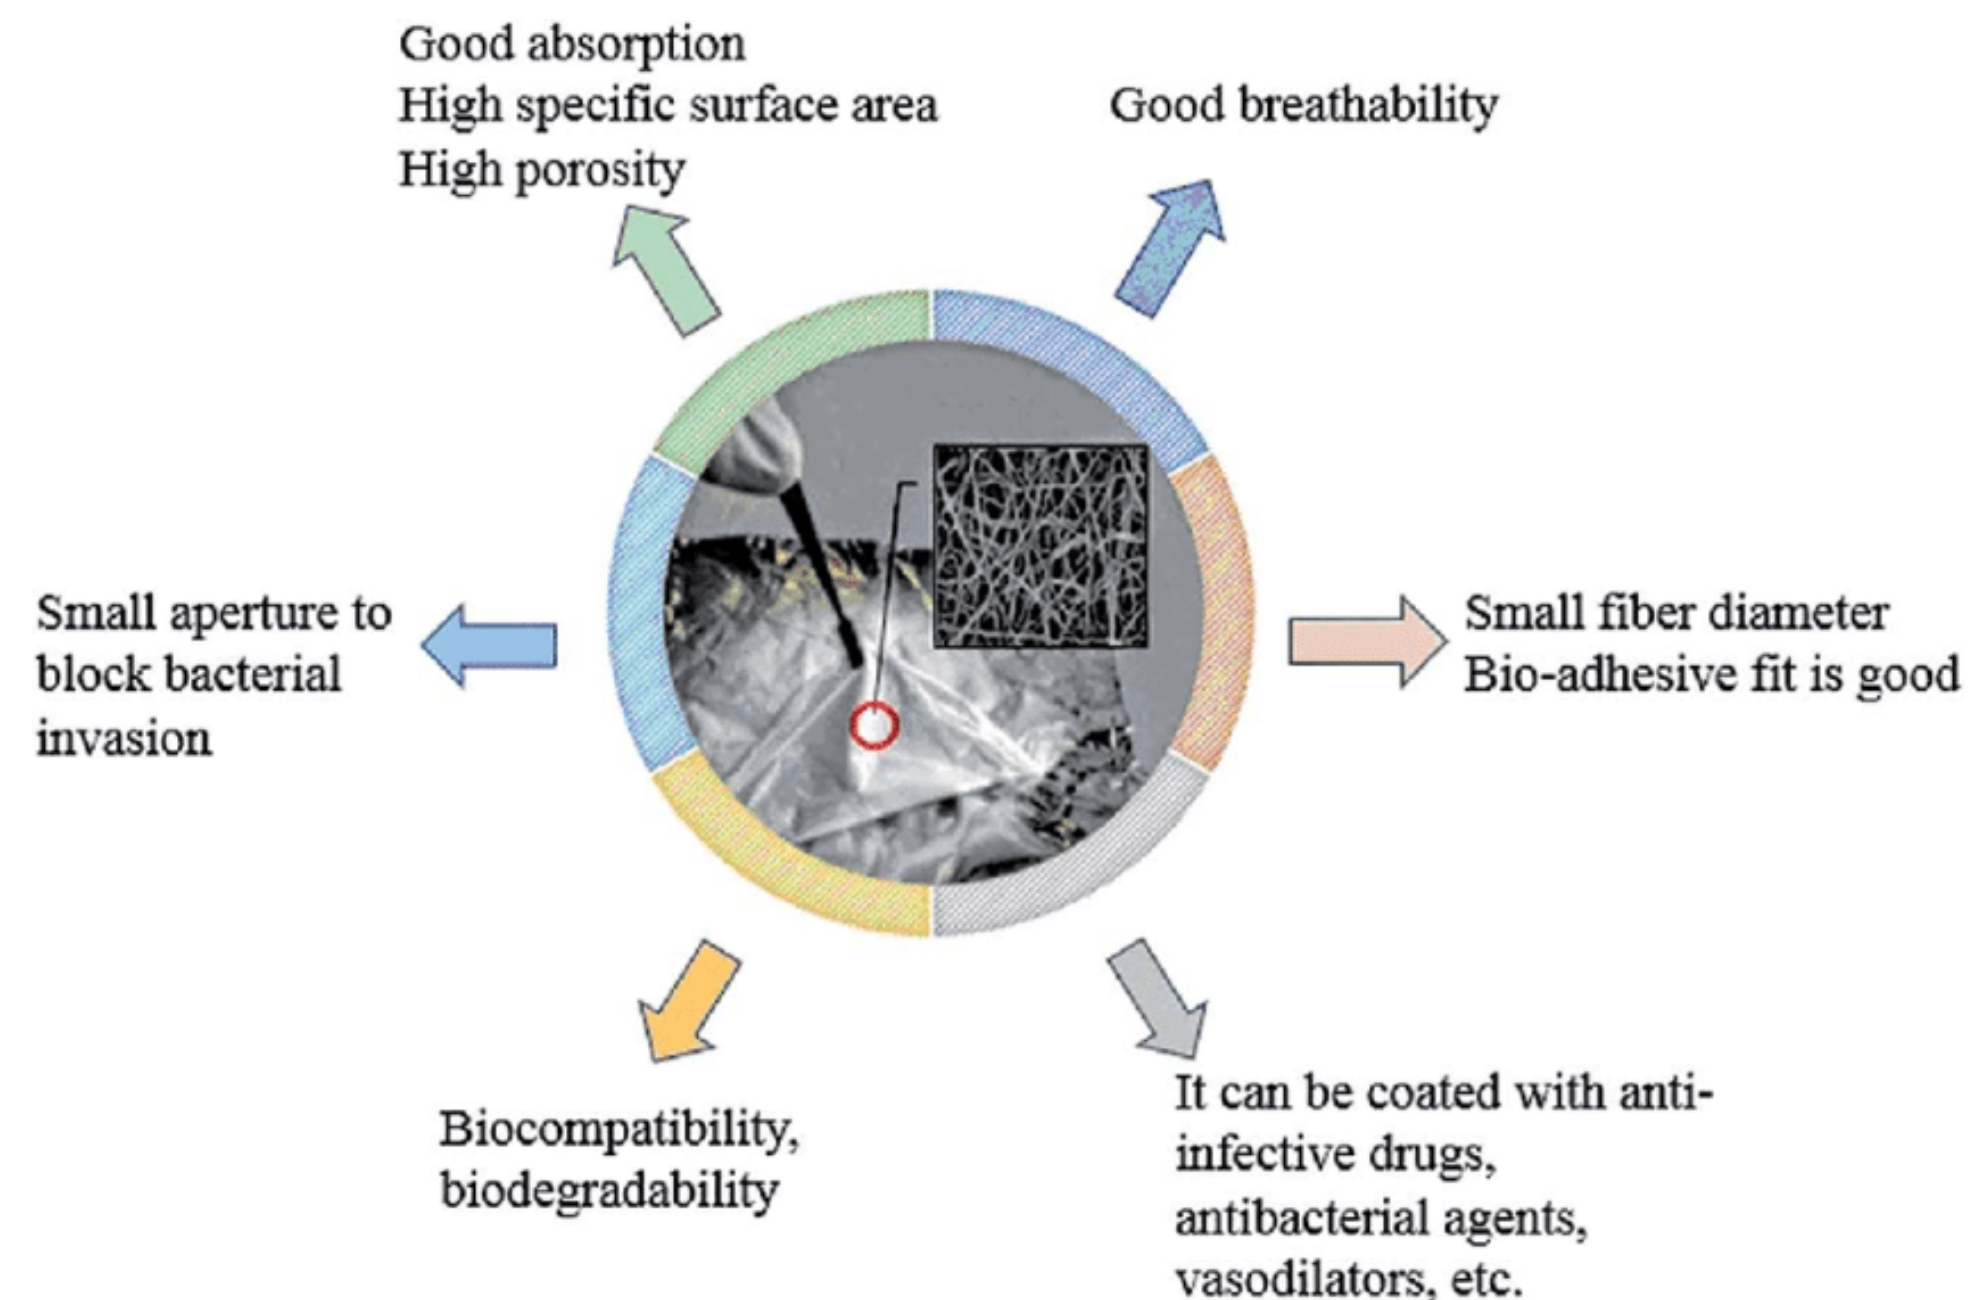 Good absorption
High specific surface area
High porosity
Good breathability
Small aperture to
block bacterial
invasion
Small fiber diameter
Bio-adhesive fit is good
Biocompatibility,
biodegradability
It can be coated with anti-
infective drugs,
antibacterial agents,
vasodilators, etc.